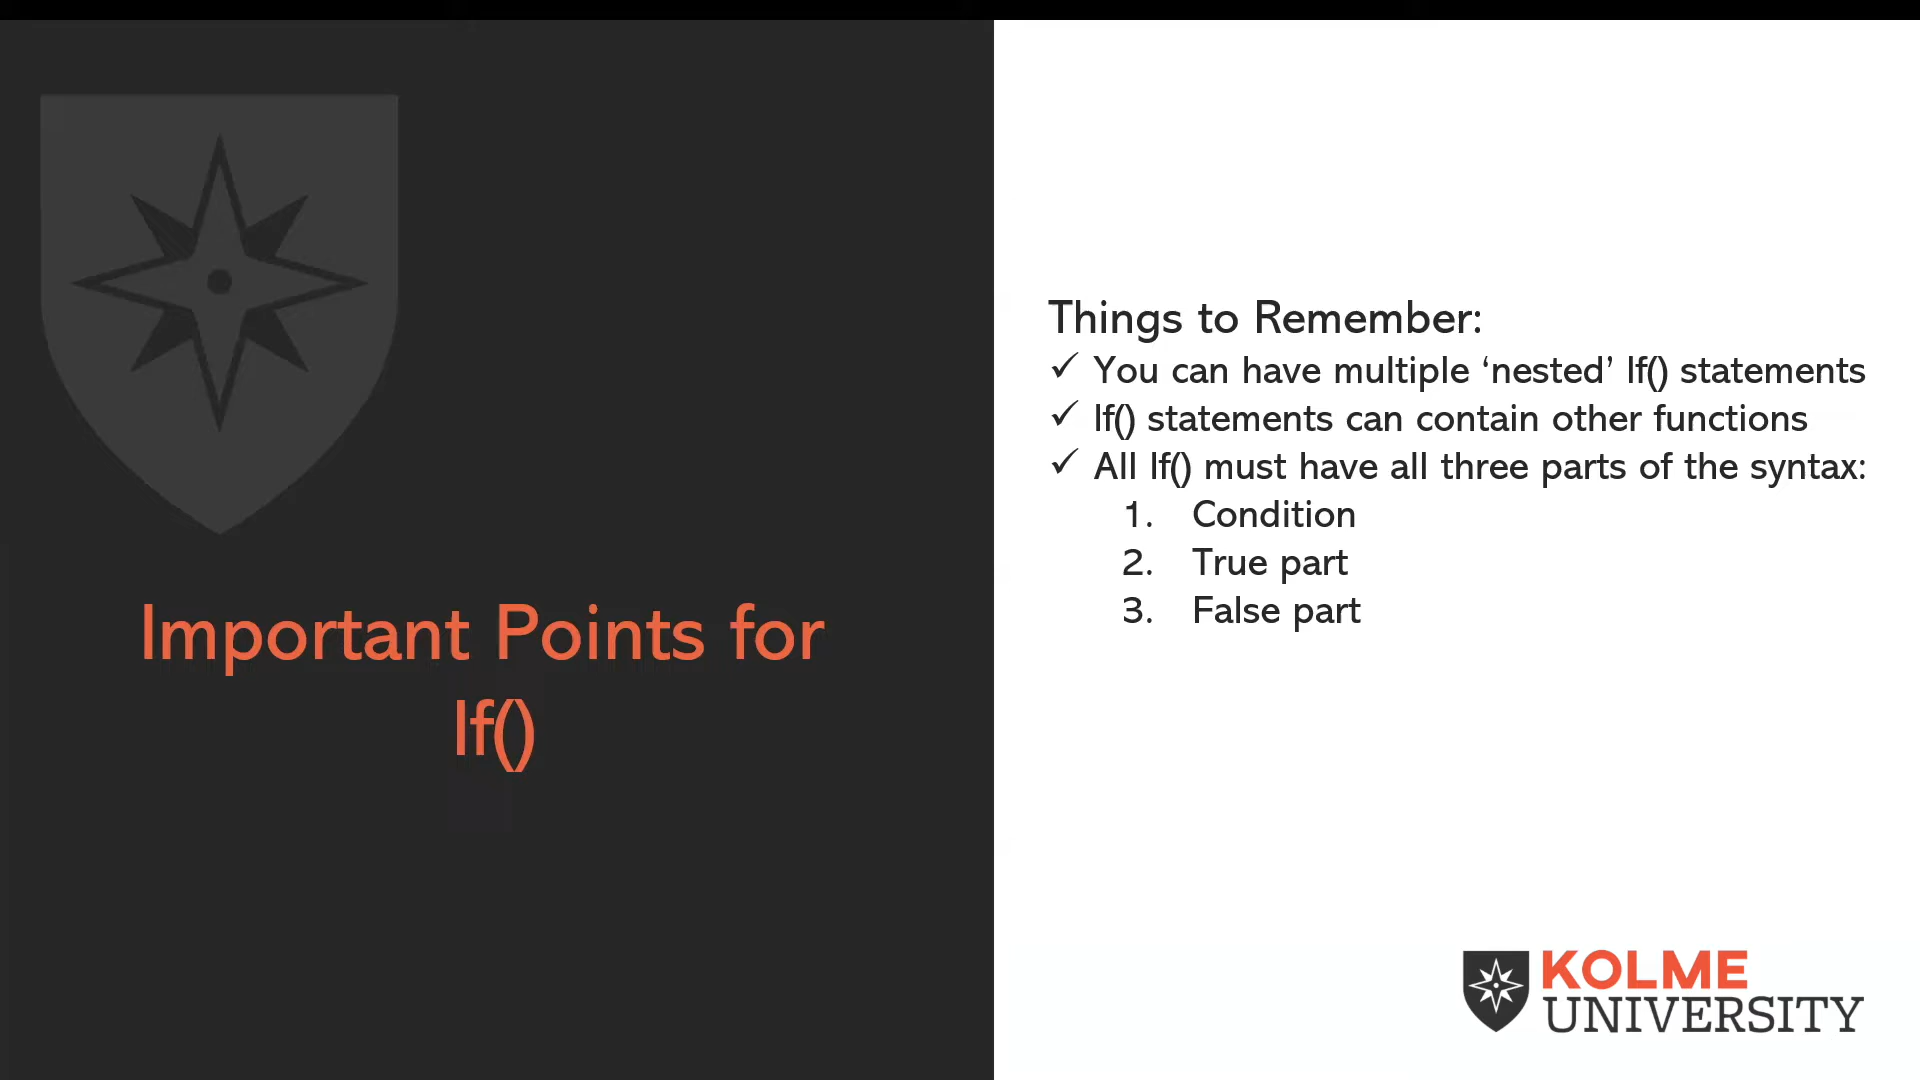 Important Points for
If()
Things to Remember:
✓ You can have multiple ‘nested’ If() statements
✓ If() statements can contain other functions
✓ All If() must have all three parts of the syntax:
1. Condition
2. True part
3. False part
KOLME
UNIVERSITY